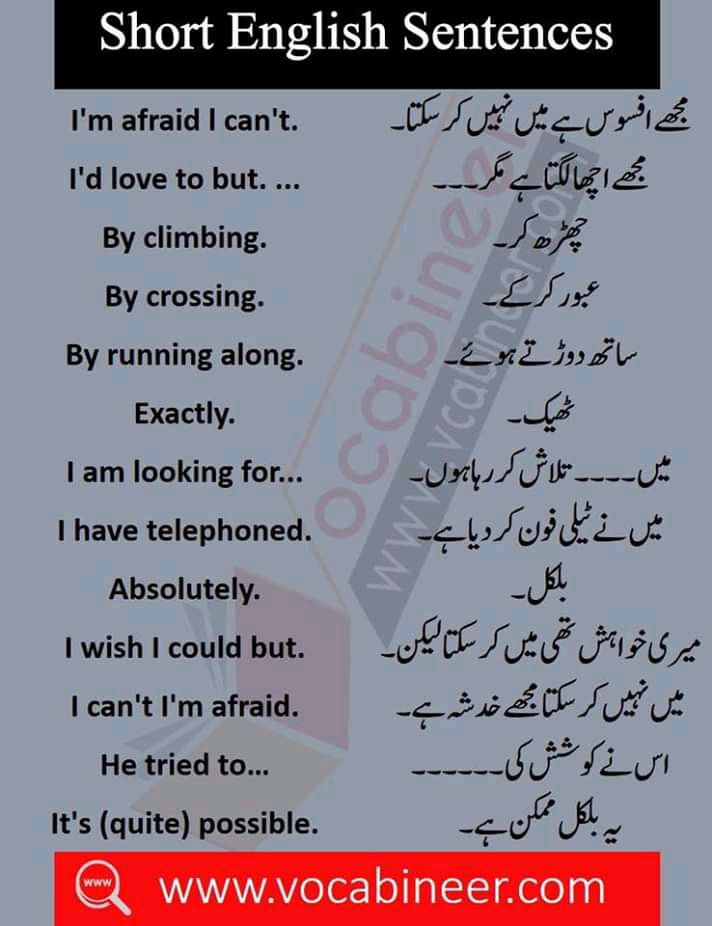 Short English Sentences
I'm afraid I can't. مجھے افسوس ہے میں نہیں کر سکتا۔
I'd love to but. ... مجھے اچھا لگتا ہے مگر۔۔۔۔
By climbing. چھڑھ کر۔
By crossing. عبور کر کے۔
By running along. ساتھ دوڑتے ہوئے۔
Exactly. ٹھیک۔
I am looking for... میں۔۔۔۔ تلاش کر رہا ہوں۔
I have telephoned. میں نے ٹیلی فون کر دیا ہے۔
Absolutely. بلکل۔
I wish I could but. میری خواہش تھی میں کر سکتا لیکن۔
I can't I'm afraid. میں نہیں کر سکتا مجھے خدشہ ہے۔
He tried to... اس نے کوشش کی۔۔۔۔۔۔
It's (quite) possible. یہ بلکل ممکن ہے۔
ocabineer
www.vcabineer.com
www www.vocabineer.com